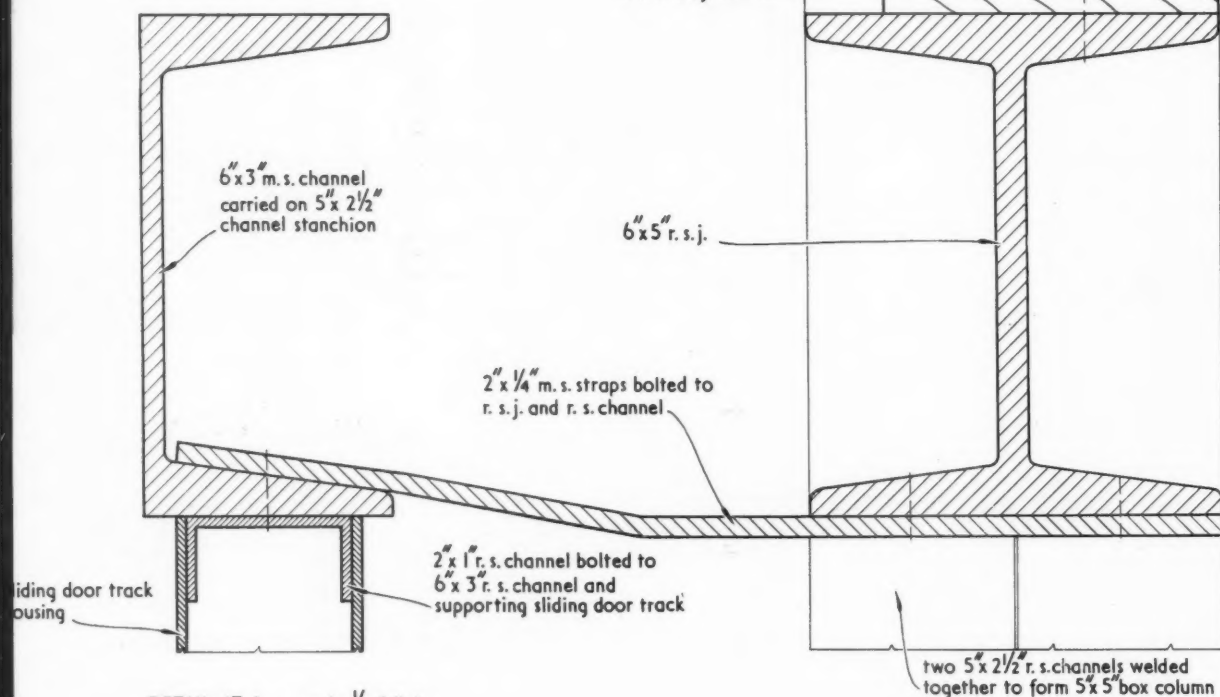 6"x3" m. s. channel
carried on 5"x 2½"
channel stanchion
6"x5" r. s. j.
2"x ¼" m. s. straps bolted to
r. s. j. and r. s. channel
2"x 1" r. s. channel bolted to
6"x 3" r. s. channel and
supporting sliding door track
liding door track
ousing
two 5"x 2½" r. s. channels welded
together to form 5"x 5" box column